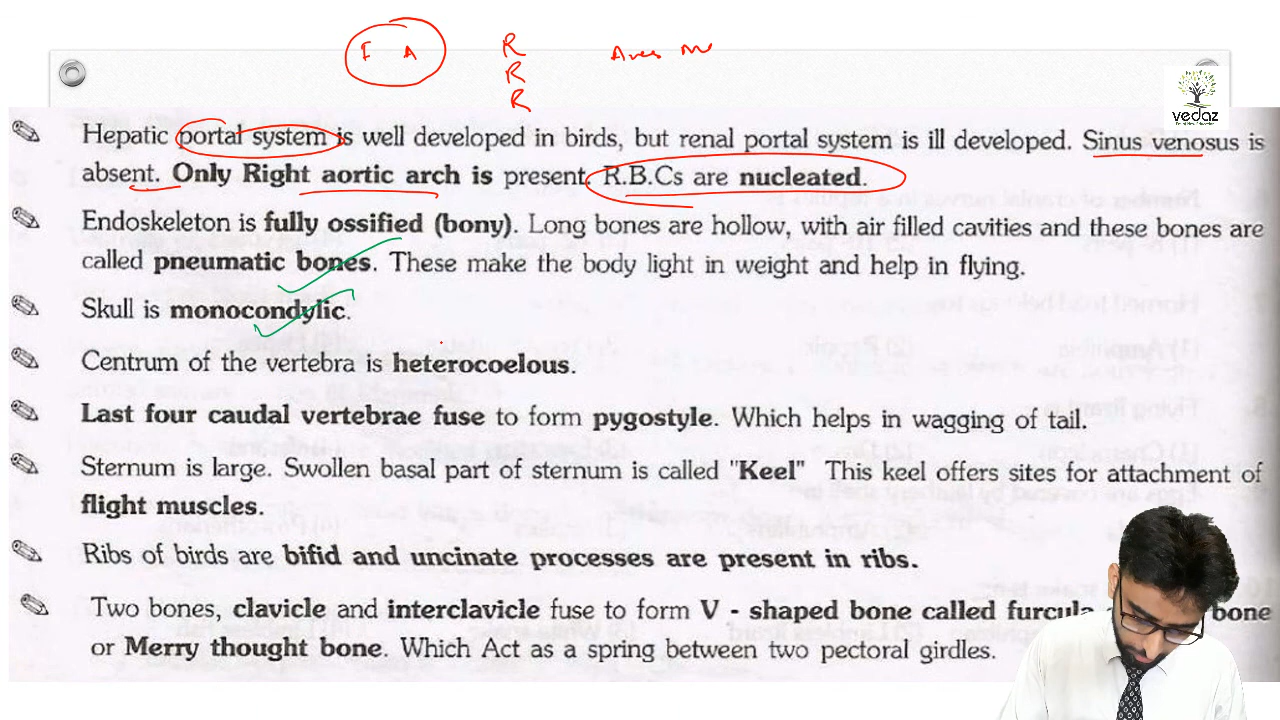 F A R Aves M
R
R
vedaz
Hepatic portal system is well developed in birds, but renal portal system is ill developed. Sinus venosus is
absent. Only Right aortic arch is present. R.B.Cs are nucleated.
Endoskeleton is fully ossified (bony). Long bones are hollow, with air filled cavities and these bones are
called pneumatic bones. These make the body light in weight and help in flying.
Skull is monocondylic.
Centrum of the vertebra is heterocoelous.
Last four caudal vertebrae fuse to form pygostyle. Which helps in wagging of tail.
Sternum is large. Swollen basal part of sternum is called "Keel" This keel offers sites for attachment of
flight muscles.
Ribs of birds are bifid and uncinate processes are present in ribs.
Two bones, clavicle and interclavicle fuse to form V - shaped bone called furcula bone
or Merry thought bone. Which Act as a spring between two pectoral girdles.